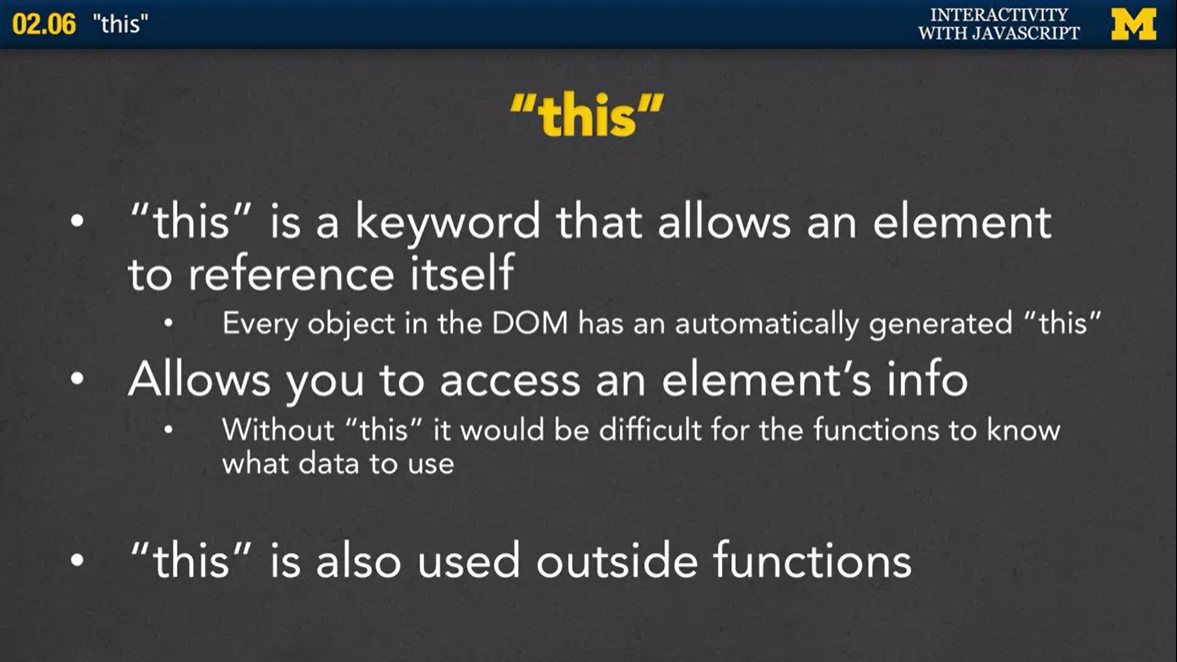 02.06 "this"
INTERACTIVITY
WITH JAVASCRIPT
M
“this”
• “this” is a keyword that allows an element
to reference itself
• Every object in the DOM has an automatically generated “this”
• Allows you to access an element’s info
• Without “this” it would be difficult for the functions to know
what data to use
• “this” is also used outside functions